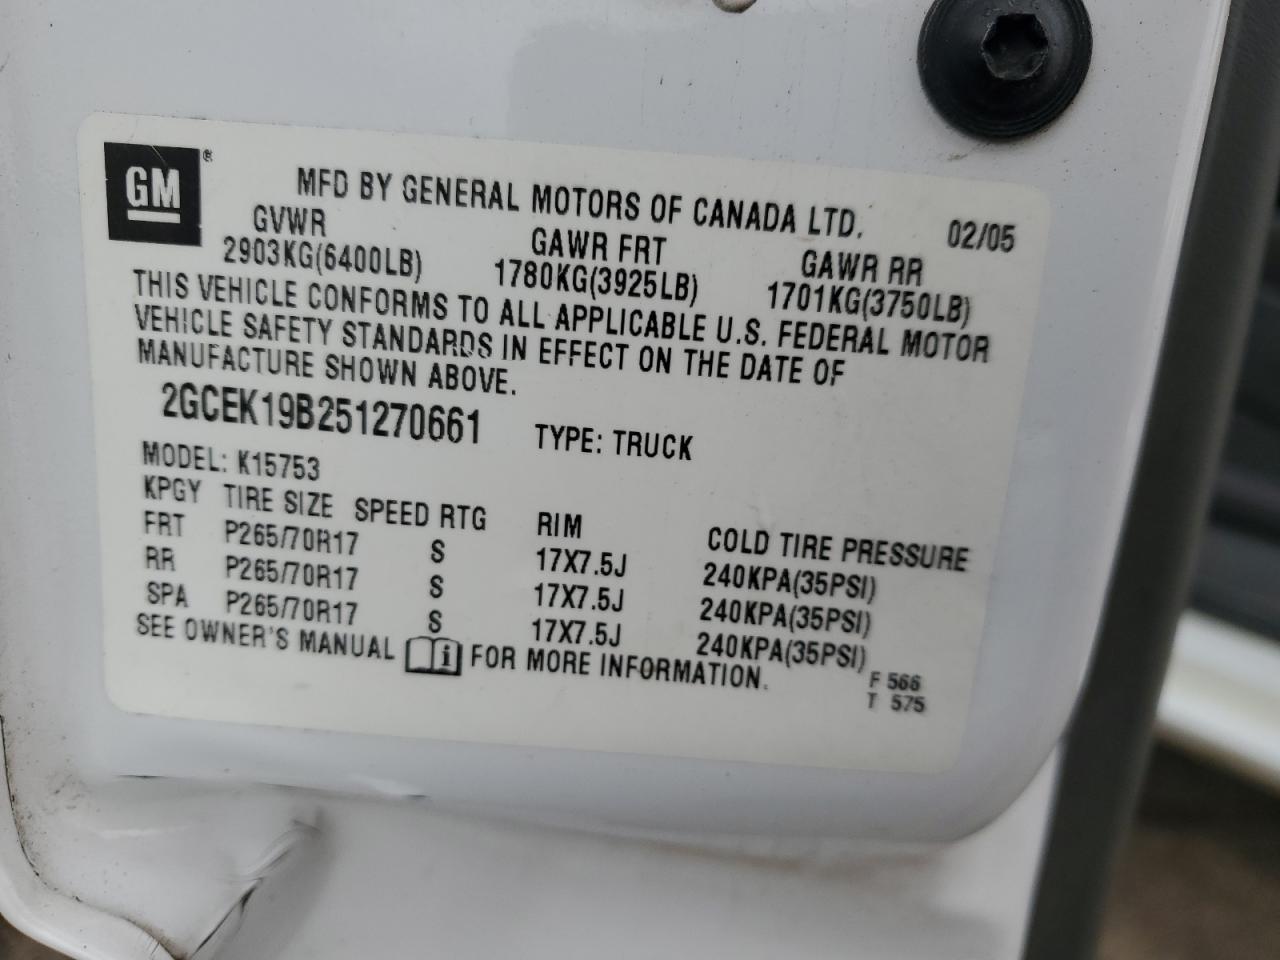 GM®
MFD BY GENERAL MOTORS OF CANADA LTD. 02/05
GVWR GAWR FRT GAWR RR
2903KG(6400LB) 1780KG(3925LB) 1701KG(3750LB)
THIS VEHICLE CONFORMS TO ALL APPLICABLE U.S. FEDERAL MOTOR
VEHICLE SAFETY STANDARDS IN EFFECT ON THE DATE OF
MANUFACTURE SHOWN ABOVE.
2GCEK19B251270661 TYPE: TRUCK
MODEL: K15753
KPGY TIRE SIZE SPEED RTG RIM COLD TIRE PRESSURE
FRT P265/70R17 S 17X7.5J 240KPA(35PSI)
RR P265/70R17 S 17X7.5J 240KPA(35PSI)
SPA P265/70R17 S 17X7.5J 240KPA(35PSI)
SEE OWNER'S MANUAL i FOR MORE INFORMATION.
F 566
T 575